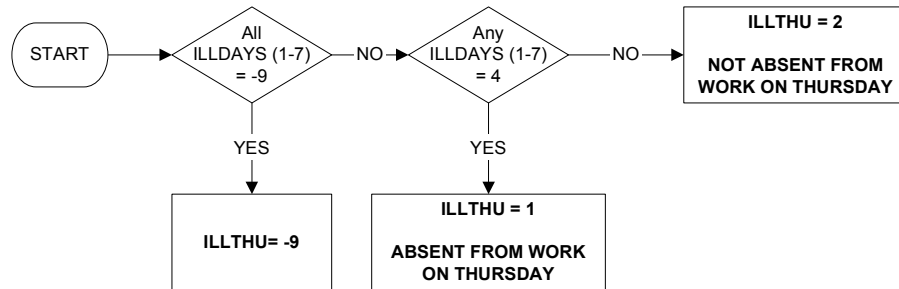 START
All
ILLDAYS (1-7)
= -9
NO
Any
ILLDAYS (1-7)
= 4
NO
ILLTHU = 2
NOT ABSENT FROM
WORK ON THURSDAY
YES
YES
ILLTHU= -9
ILLTHU = 1
ABSENT FROM WORK
ON THURSDAY